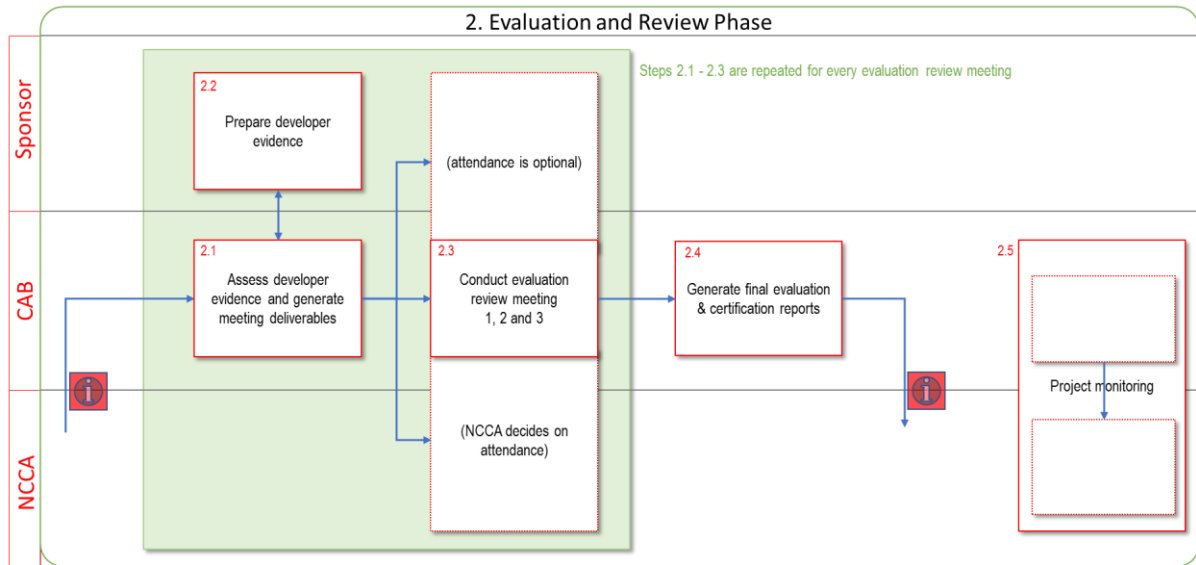 2. Evaluation and Review Phase
Sponsor
Steps 2.1 - 2.3 are repeated for every evaluation review meeting
2.2
Prepare developer
evidence
(attendance is optional)
CAB
2.1
Assess developer
evidence and generate
meeting deliverables
2.3
Conduct evaluation
review meeting
1, 2 and 3
2.4
Generate final evaluation
& certification reports
2.5
Project monitoring
NCCA
(NCCA decides on
attendance)